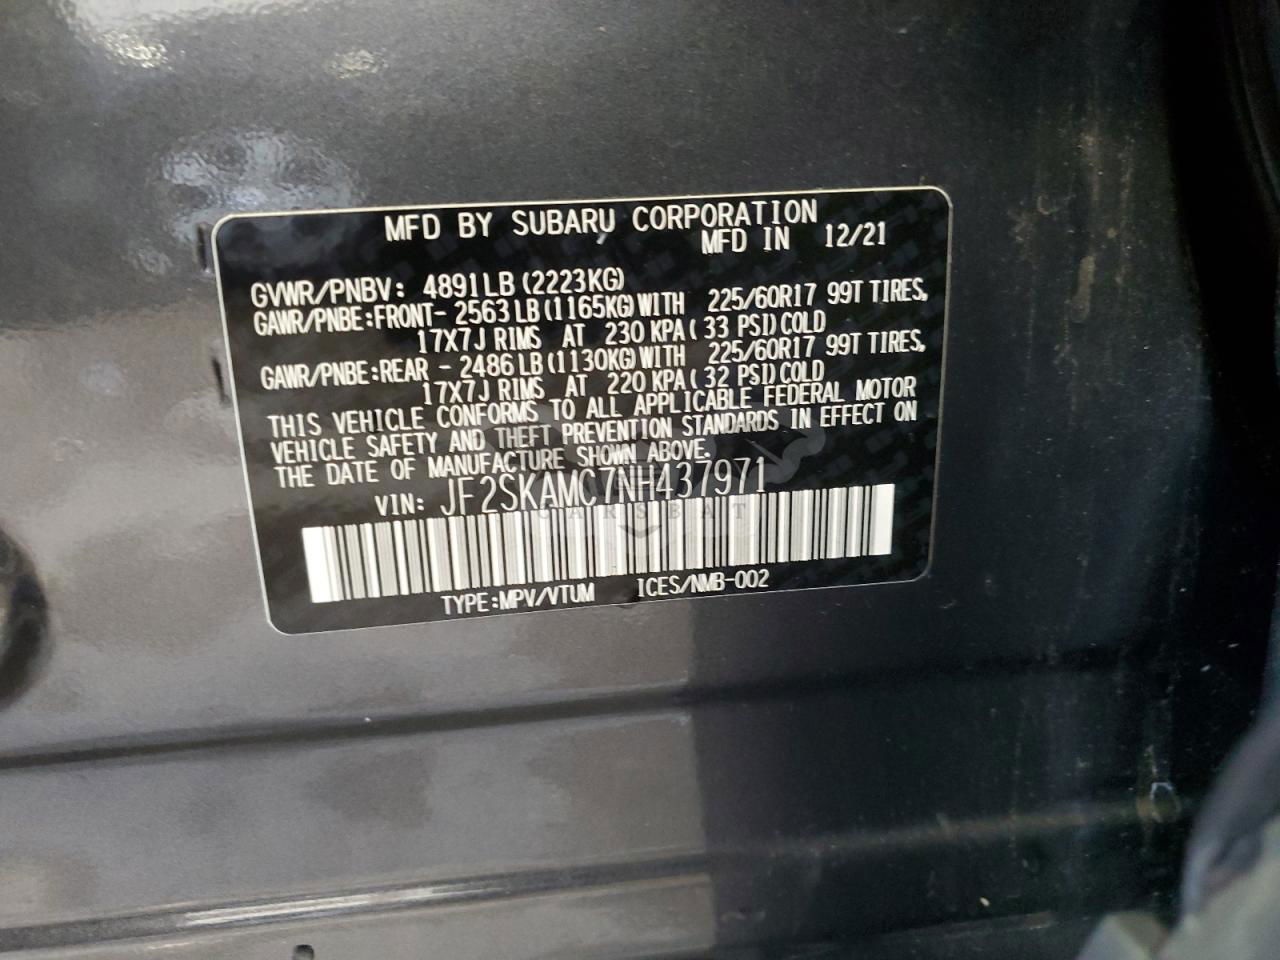 MFD BY SUBARU CORPORATION
MFD IN 12/21
GVWR/PNBV: 4891LB (2223KG)
GAWR/PNBE:FRONT- 2563 LB (1165KG) WITH 225/60R17 99T TIRES,
17X7J RIMS AT 230 KPA ( 33 PSI) COLD
GAWR/PNBE:REAR - 2486 LB (1130KG) WITH 225/60R17 99T TIRES,
17X7J RIMS AT 220 KPA ( 32 PSI) COLD
THIS VEHICLE CONFORMS TO ALL APPLICABLE FEDERAL MOTOR
VEHICLE SAFETY AND THEFT PREVENTION STANDARDS IN EFFECT ON
THE DATE OF MANUFACTURE SHOWN ABOVE.
VIN: JF2SKAMC7NH437971
CARSBAT
TYPE:MPV/VTUM ICES/NMB-002